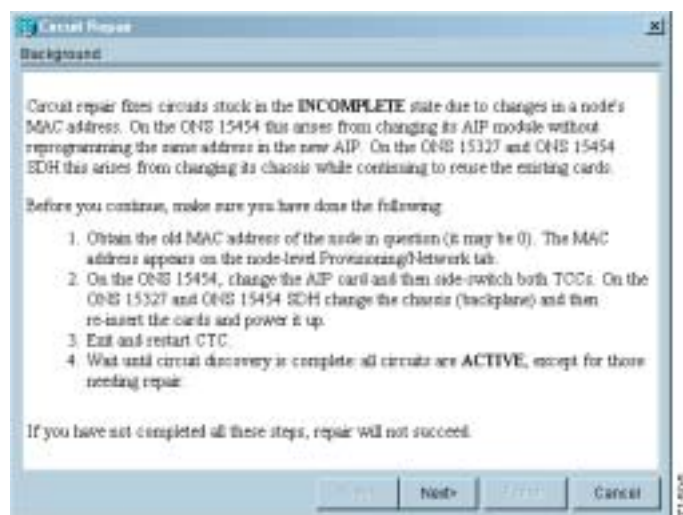 Circuit Repair
Background
Circuit repair fixes circuits stuck in the INCOMPLETE state due to changes in a node's
MAC address. On the ONS 15454 this arises from changing its AIP module without
reprogramming the same address in the new AIP. On the ONS 15327 and ONS 15454
SDH this arises from changing its chassis while continuing to reuse the existing cards.
Before you continue, make sure you have done the following:
1. Obtain the old MAC address of the node in question (it may be 0). The MAC
address appears on the node-level Provisioning/Network tab.
2. On the ONS 15454, change the AIP card and then side-switch both TCCs. On the
ONS 15327 and ONS 15454 SDH change the chassis (backplane) and then
re-insert the cards and power it up.
3. Exit and restart CTC.
4. Wait until circuit discovery is complete: all circuits are ACTIVE, except for those
needing repair.
If you have not completed all these steps, repair will not succeed.
Next> Cancel